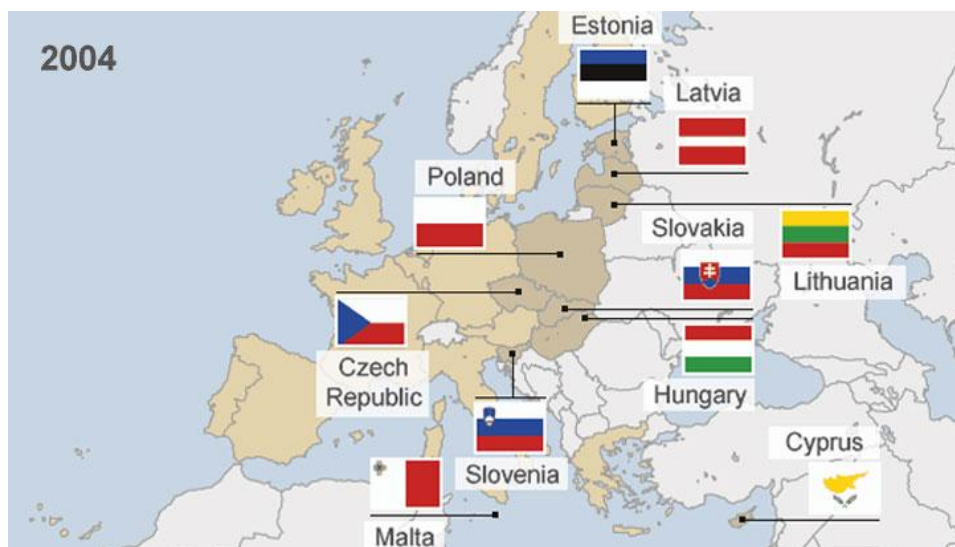 2004
Estonia
Latvia
Poland
Slovakia
Lithuania
Czech
Republic
Hungary
Slovenia
Cyprus
Malta